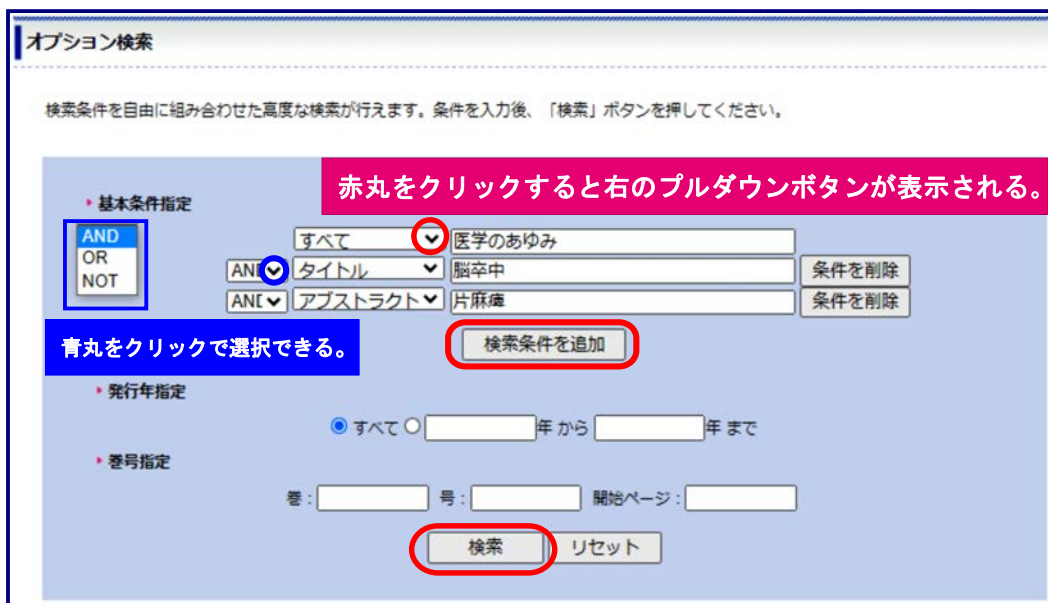 オプション検索
検索条件を自由に組み合わせた高度な検索が行えます。条件を入力後、「検索」ボタンを押してください。
赤丸をクリックすると右のプルダウンボタンが表示される。
基本条件指定
AND
OR
NOT
すべて 医学のあゆみ
AND タイトル 脳卒中 条件を削除
AND アブストラクト 片麻痺 条件を削除
青丸をクリックで選択できる。
検索条件を追加
発行年指定
すべて 年 から 年 まで
巻号指定
巻： 号： 開始ページ：
検索 リセット